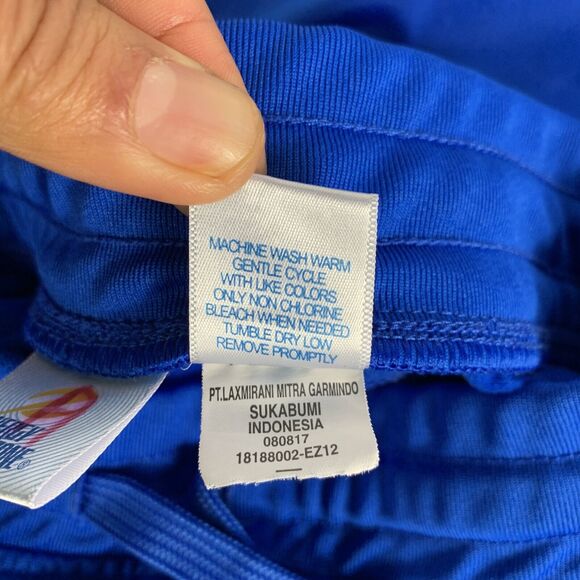 MACHINE WASH WARM
GENTLE CYCLE
WITH LIKE COLORS
ONLY NON CHLORINE
BLEACH WHEN NEEDED
TUMBLE DRY LOW
REMOVE PROMPTLY
PT.LAXMIRANI MITRA GARMINDO
SUKABUMI
INDONESIA
080817
18188002-EZ12